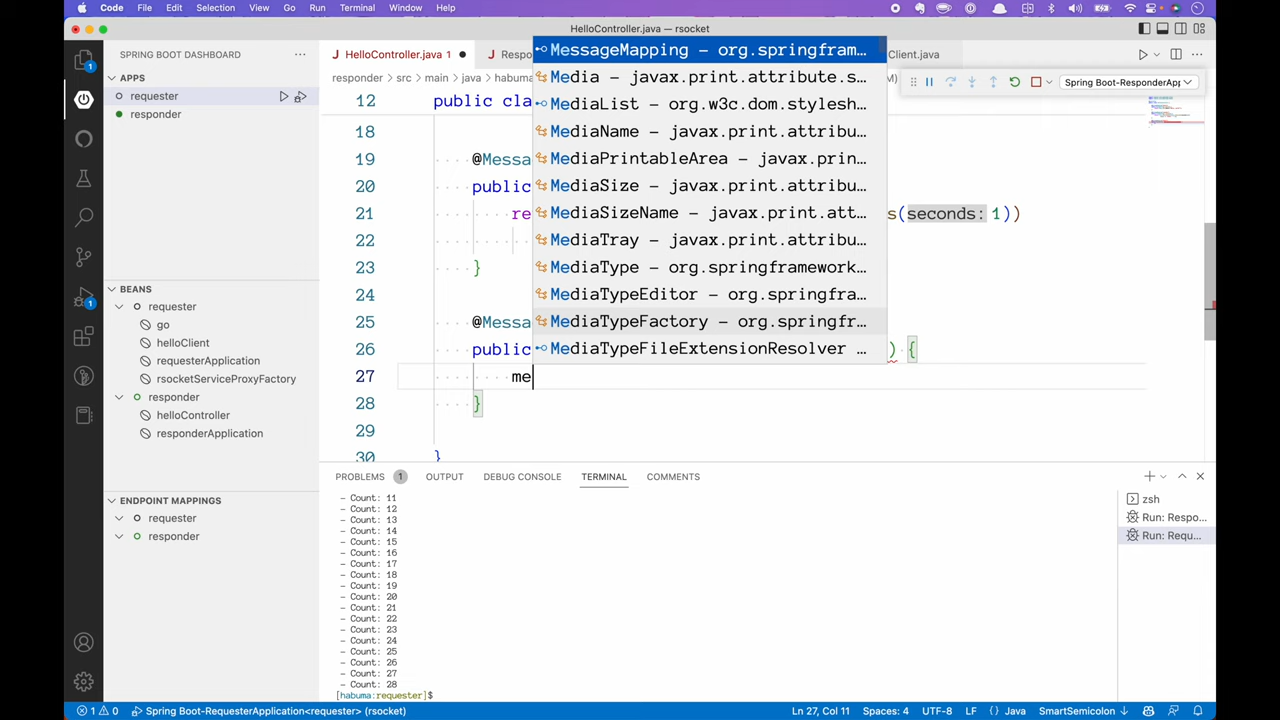 Code File Edit Selection View Go Run Terminal Window Help
HelloController.java — rsocket
SPRING BOOT DASHBOARD
HelloController.java 1
Respo
Client.java
responder > src > main > java > habuma
Spring Boot-ResponderApp
APPS
requester
responder
BEANS
requester
go
helloClient
requesterApplication
rsocketServiceProxyFactory
responder
helloController
responderApplication
ENDPOINT MAPPINGS
requester
responder
12 public cla
18
19 @Messa
20 public
21 re s(seconds: 1))
22
23 }
24
25 @Messa
26 public ) {
27 me
28 }
29
30 }
MessageMapping – org.springfram…
Media – javax.print.attribute.s…
MediaList – org.w3c.dom.stylesh…
MediaName – javax.print.attribu…
MediaPrintableArea – javax.prin…
MediaSize – javax.print.attribu…
MediaSizeName – javax.print.att…
MediaTray – javax.print.attribu…
MediaType – org.springframework…
MediaTypeEditor – org.springfra…
MediaTypeFactory – org.springfr…
MediaTypeFileExtensionResolver …
PROBLEMS 1 OUTPUT DEBUG CONSOLE TERMINAL COMMENTS
– Count: 11
– Count: 12
– Count: 13
– Count: 14
– Count: 15
– Count: 16
– Count: 17
– Count: 18
– Count: 19
– Count: 20
– Count: 21
– Count: 22
– Count: 23
– Count: 24
– Count: 25
– Count: 26
– Count: 27
– Count: 28
[habuma:requester]$
zsh
Run: Respo...
Run: Requ...
1 0 Spring Boot-RequesterApplication<requester> (rsocket)
Ln 27, Col 11 Spaces: 4 UTF-8 LF { } Java SmartSemicolon